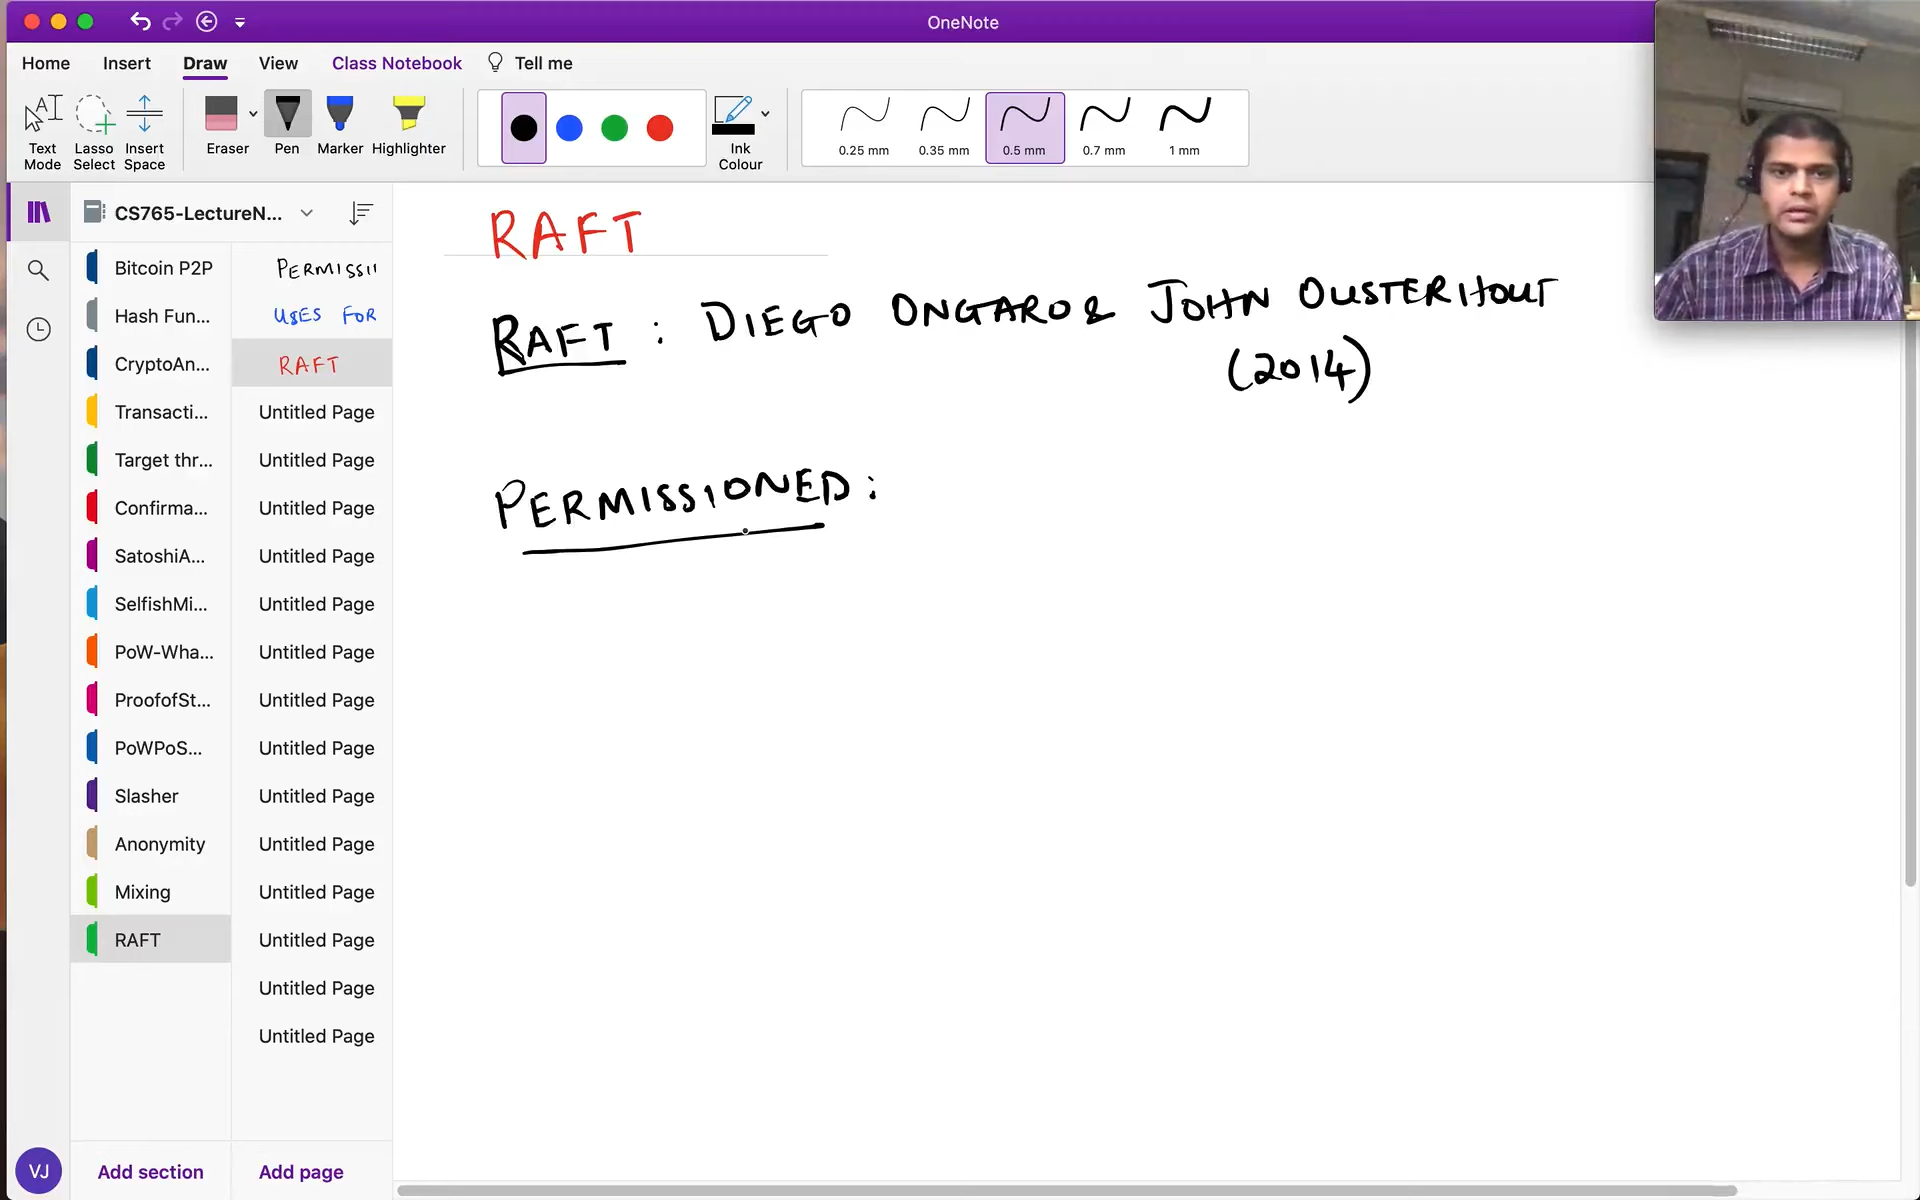 OneNote
Home Insert Draw View Class Notebook Tell me
Text Mode
Lasso Select
Insert Space
Eraser
Pen
Marker
Highlighter
Ink Colour
0.25 mm
0.35 mm
0.5 mm
0.7 mm
1 mm
CS765-LectureN...
Bitcoin P2P
Hash Fun...
CryptoAn...
Transacti...
Target thr...
Confirma...
SatoshiA...
SelfishMi...
PoW-Wha...
ProofofSt...
PoWPoS...
Slasher
Anonymity
Mixing
RAFT
Add section
VJ
PERMISSI
USES FOR
RAFT
Untitled Page
Untitled Page
Untitled Page
Untitled Page
Untitled Page
Untitled Page
Untitled Page
Untitled Page
Untitled Page
Untitled Page
Untitled Page
Untitled Page
Untitled Page
Untitled Page
Add page
RAFT
RAFT : DIEGO ONGARO & JOHN OUSTERHOUT
(2014)
PERMISSIONED :